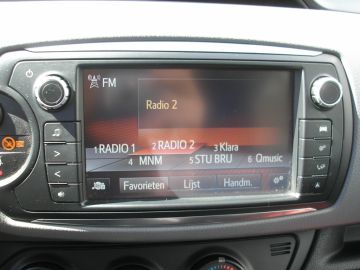 FM
Radio 2
1 RADIO 1 2 RADIO 2 3 Klara
4 MNM 5 STU BRU 6 Qmusic
Favorieten Lijst Handm.